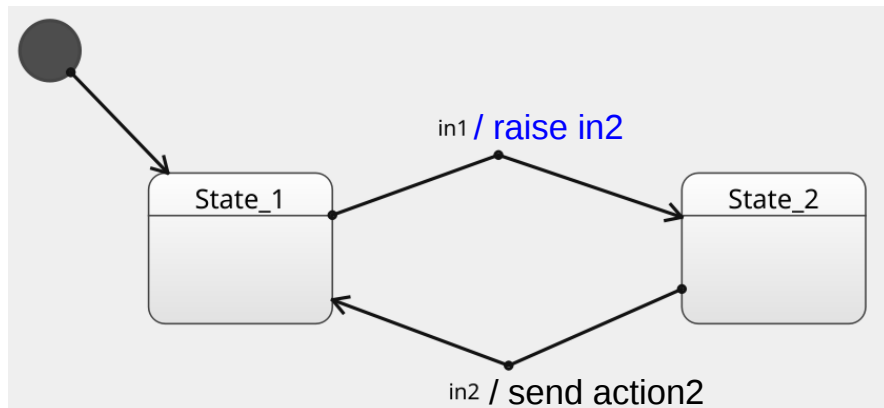 in1 / raise in2
State_1
State_2
in2 / send action2